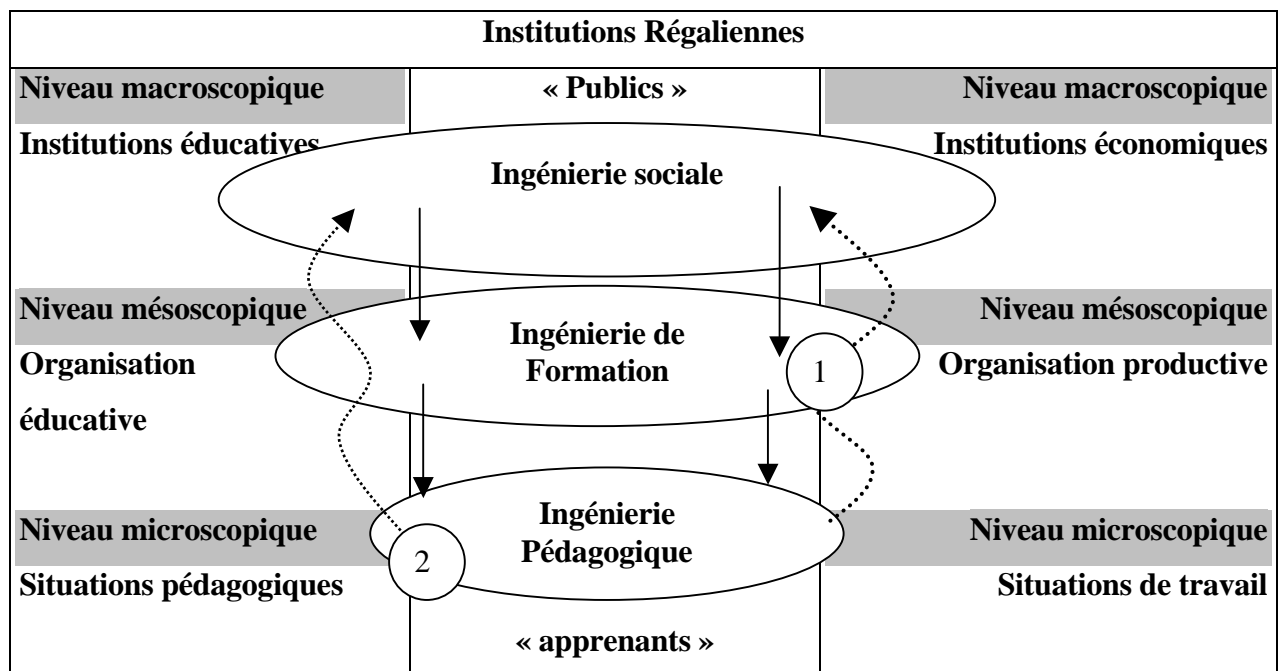 Institutions Régaliennes
Niveau macroscopique
« Publics »
Niveau macroscopique
Institutions éducatives
Institutions économiques
Ingénierie sociale
Niveau mésoscopique
Niveau mésoscopique
Ingénierie de
Formation
1
Organisation
éducative
Organisation productive
Niveau microscopique
Ingénierie
Pédagogique
Niveau microscopique
2
Situations pédagogiques
Situations de travail
« apprenants »